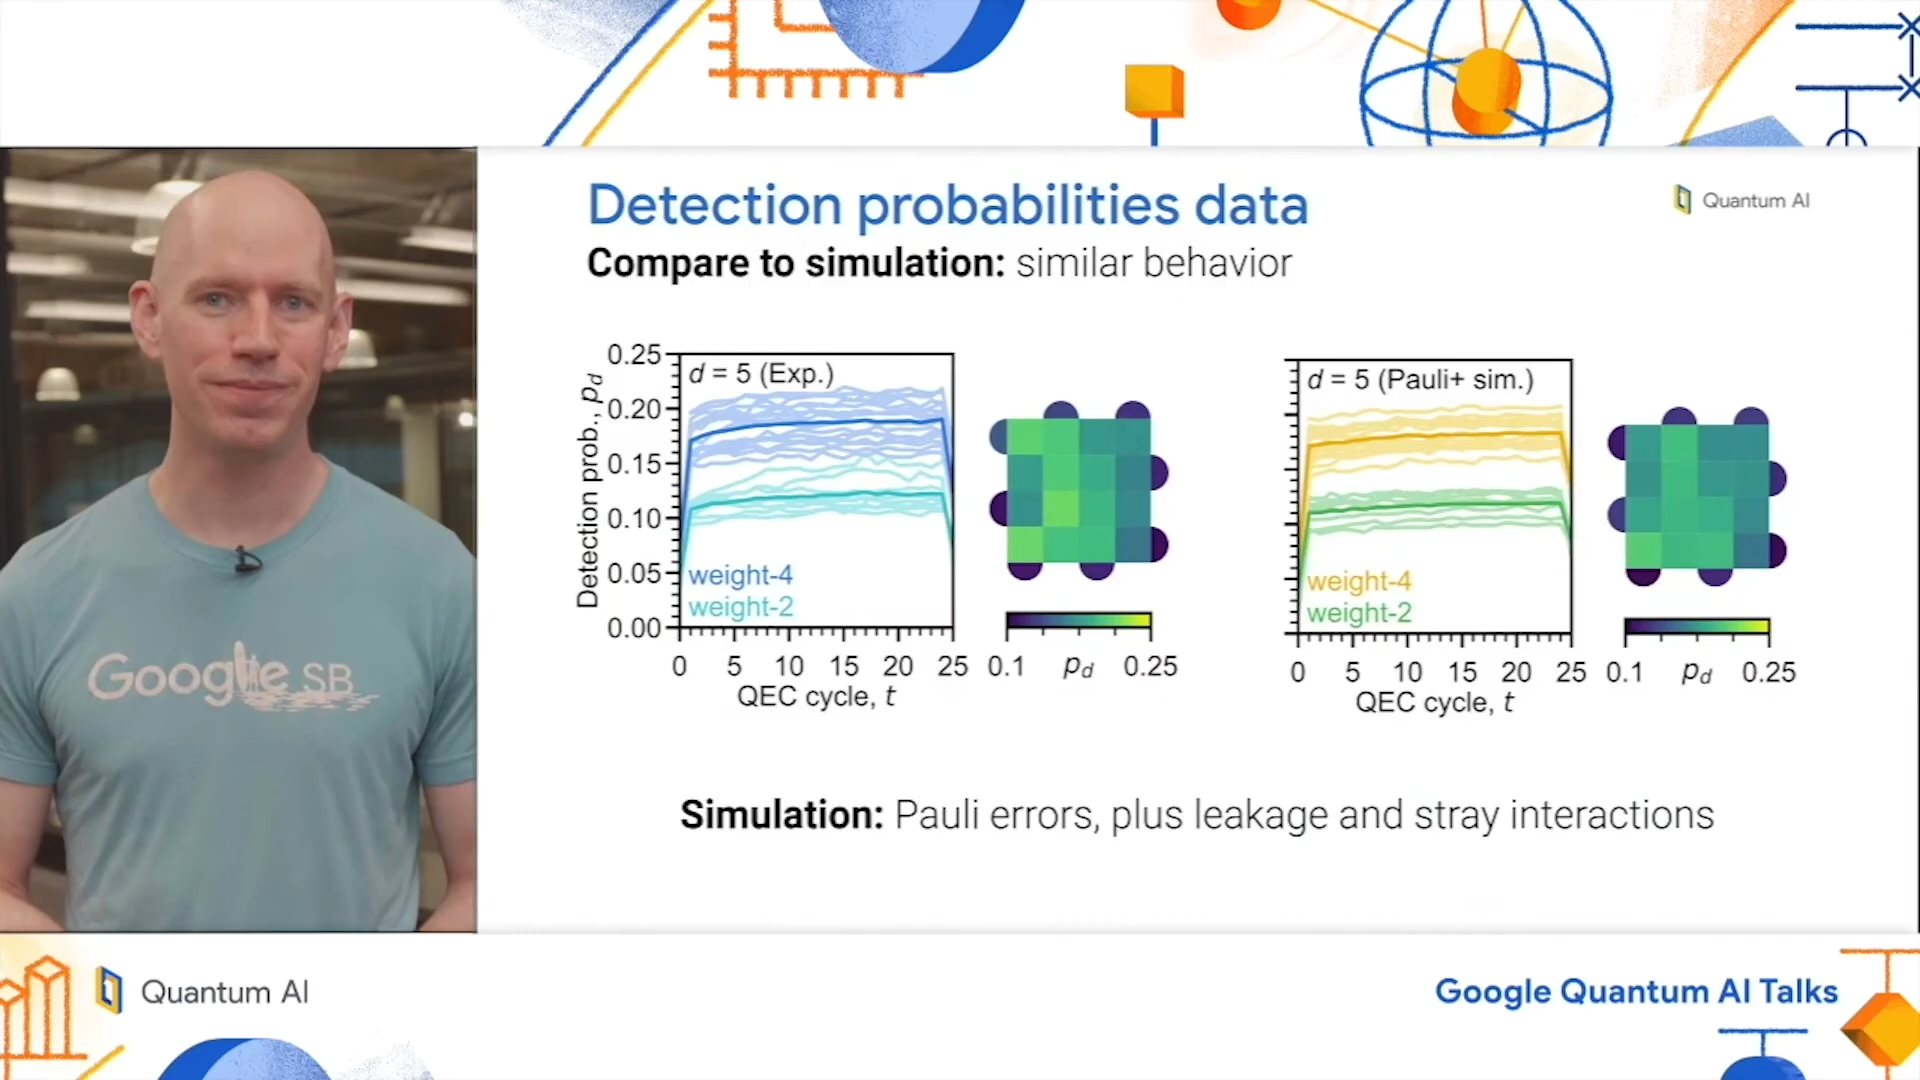 Detection probabilities data
Quantum AI
Compare to simulation: similar behavior
Detection prob., pd
0.25
0.20
0.15
0.10
0.05
0.00
d = 5 (Exp.)
weight-4
weight-2
0 5 10 15 20 25
QEC cycle, t
0.1 pd 0.25
d = 5 (Pauli+ sim.)
weight-4
weight-2
0 5 10 15 20 25
QEC cycle, t
0.1 pd 0.25
Simulation: Pauli errors, plus leakage and stray interactions
Google SB
Quantum AI
Google Quantum AI Talks